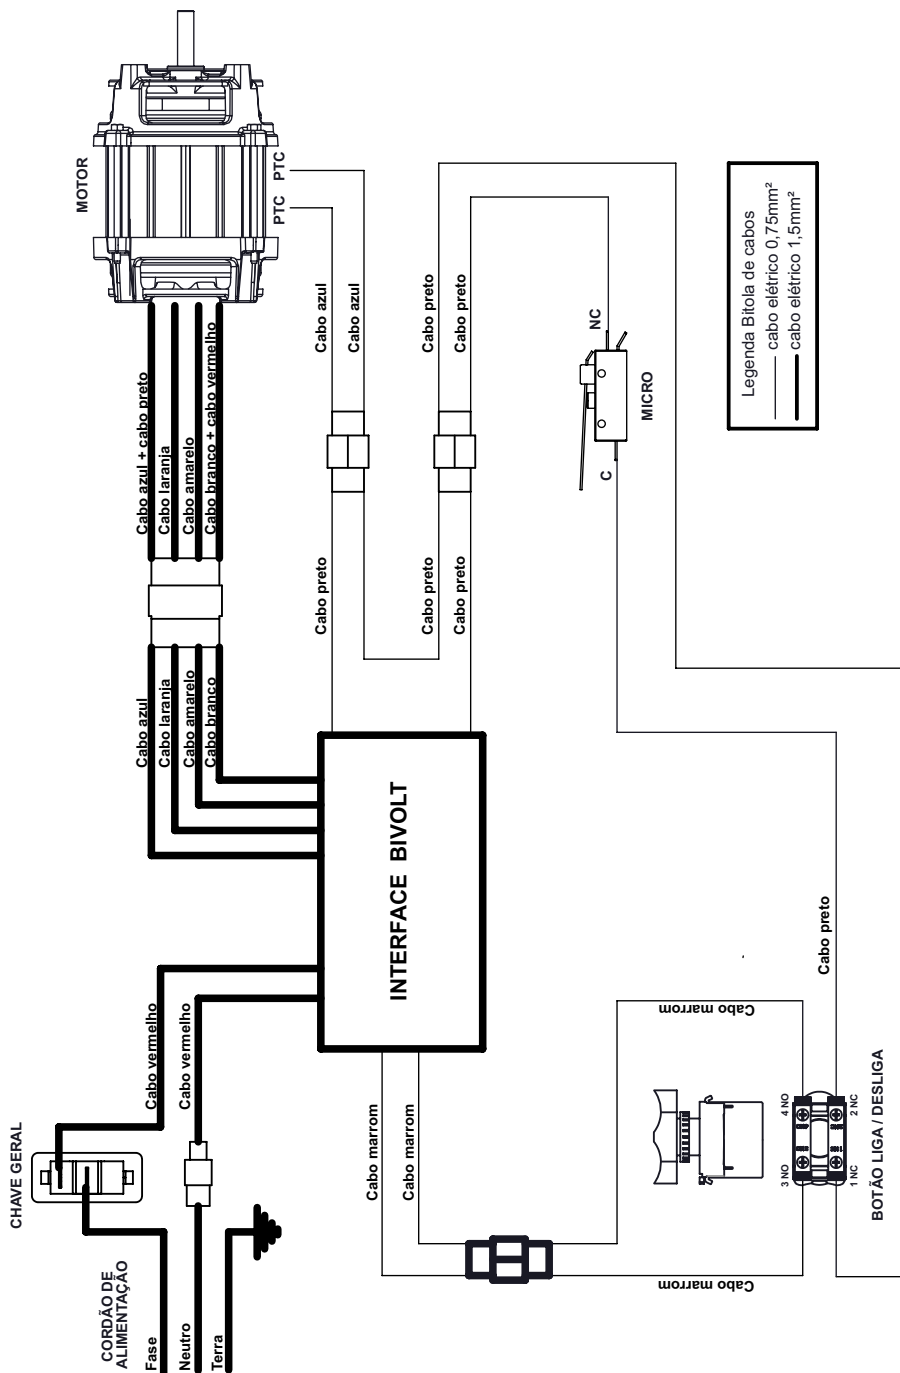 MOTOR
PTC
PTC
Cabo azul + cabo preto
Cabo laranja
Cabo amarelo
Cabo branco + cabo vermelho
Cabo azul
Cabo azul
Cabo preto
Cabo preto
NC
C
MICRO
Legenda Bitola de cabos
cabo elétrico 0,75mm²
cabo elétrico 1,5mm²
Cabo azul
Cabo laranja
Cabo amarelo
Cabo branco
Cabo preto
Cabo preto
Cabo preto
INTERFACE BIVOLT
Cabo vermelho
Cabo vermelho
CHAVE GERAL
CORDÃO DE
ALIMENTAÇÃO
Fase
Neutro
Terra
Cabo marrom
Cabo marrom
Cabo marrom
Cabo marrom
Cabo preto
3 NO
4 NO
1 NC
2 NC
BOTÃO LIGA / DESLIGA